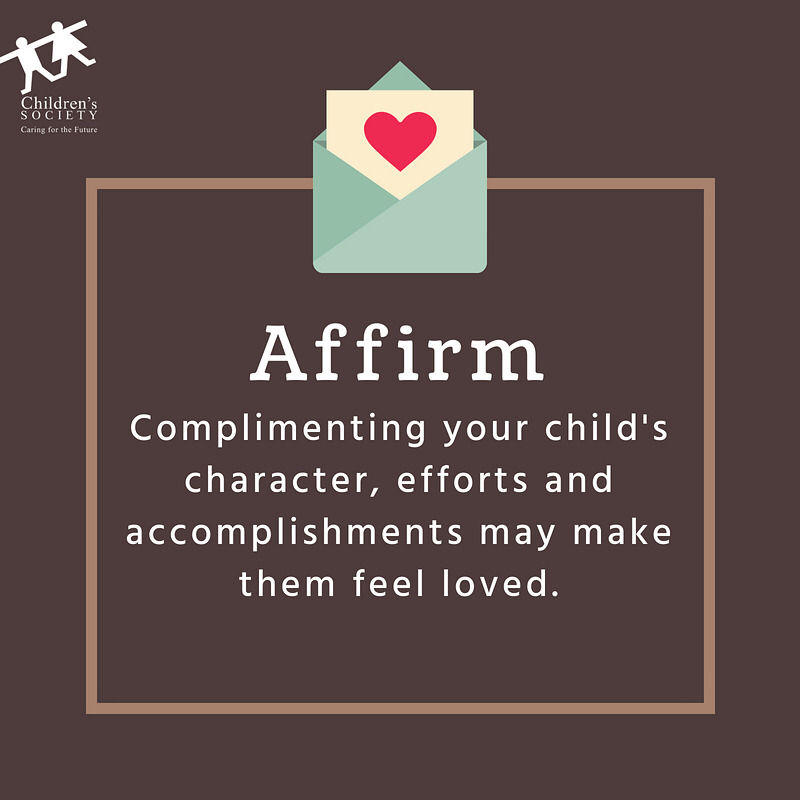 Children's
SOCIETY
Caring for the Future
Affirm
Complimenting your child's
character, efforts and
accomplishments may make
them feel loved.